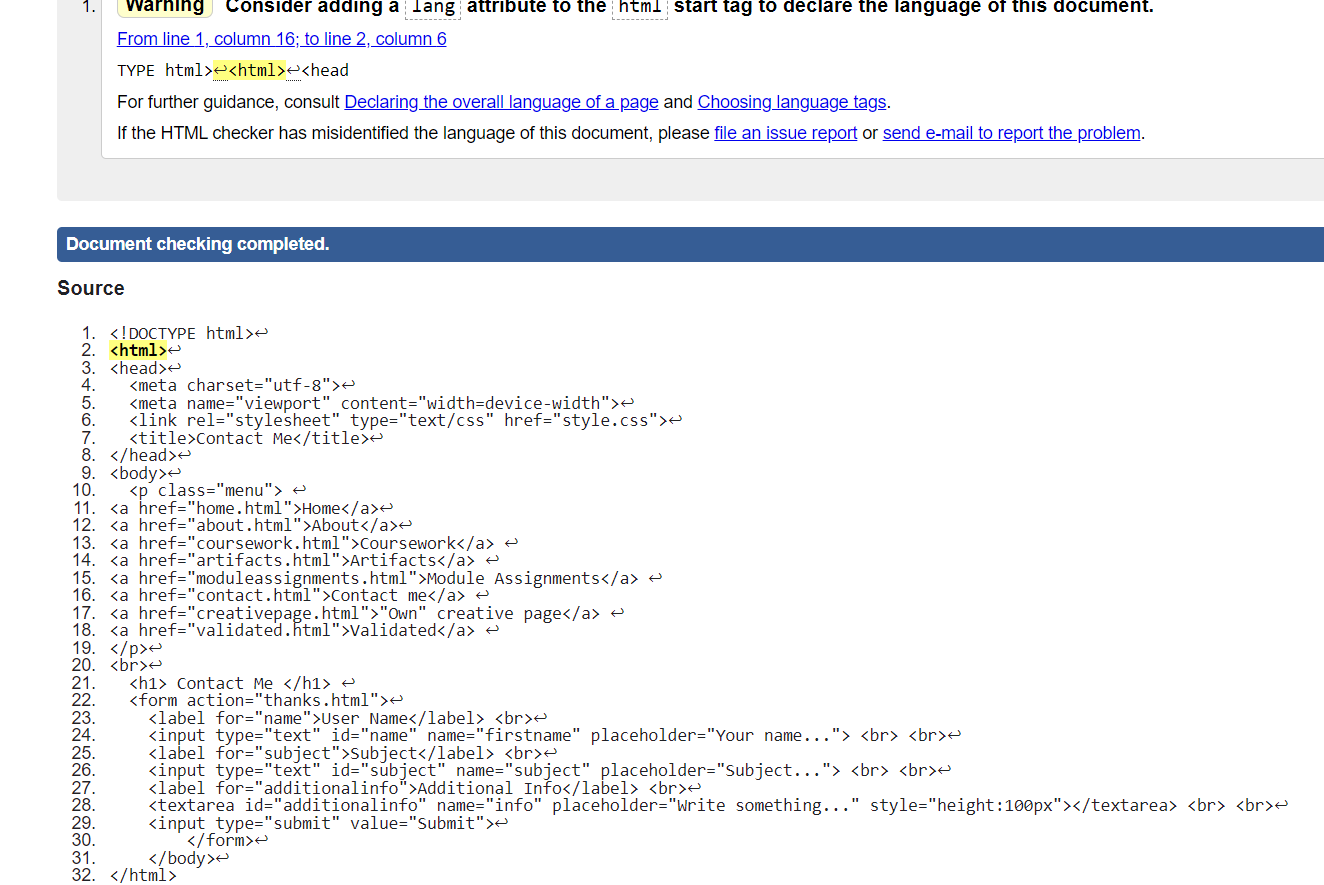 1. Warning Consider adding a lang attribute to the html start tag to declare the language of this document.
From line 1, column 16; to line 2, column 6
TYPE html>↩<html>↩<head
For further guidance, consult Declaring the overall language of a page and Choosing language tags.
If the HTML checker has misidentified the language of this document, please file an issue report or send e-mail to report the problem.
Document checking completed.
Source
1. <!DOCTYPE html>↩
2. <html>↩
3. <head>↩
4.   <meta charset="utf-8">↩
5.   <meta name="viewport" content="width=device-width">↩
6.   <link rel="stylesheet" type="text/css" href="style.css">↩
7.   <title>Contact Me</title>↩
8. </head>↩
9. <body>↩
10.   <p class="menu"> ↩
11. <a href="home.html">Home</a>↩
12. <a href="about.html">About</a>↩
13. <a href="coursework.html">Coursework</a> ↩
14. <a href="artifacts.html">Artifacts</a> ↩
15. <a href="moduleassignments.html">Module Assignments</a> ↩
16. <a href="contact.html">Contact me</a> ↩
17. <a href="creativepage.html">"Own" creative page</a> ↩
18. <a href="validated.html">Validated</a> ↩
19. </p>↩
20. <br>↩
21.   <h1> Contact Me </h1> ↩
22.   <form action="thanks.html">↩
23.     <label for="name">User Name</label> <br>↩
24.     <input type="text" id="name" name="firstname" placeholder="Your name..."> <br> <br>↩
25.     <label for="subject">Subject</label> <br>↩
26.     <input type="text" id="subject" name="subject" placeholder="Subject..."> <br> <br>↩
27.     <label for="additionalinfo">Additional Info</label> <br>↩
28.     <textarea id="additionalinfo" name="info" placeholder="Write something..." style="height:100px"></textarea> <br> <br>↩
29.     <input type="submit" value="Submit">↩
30.         </form>↩
31.     </body>↩
32. </html>